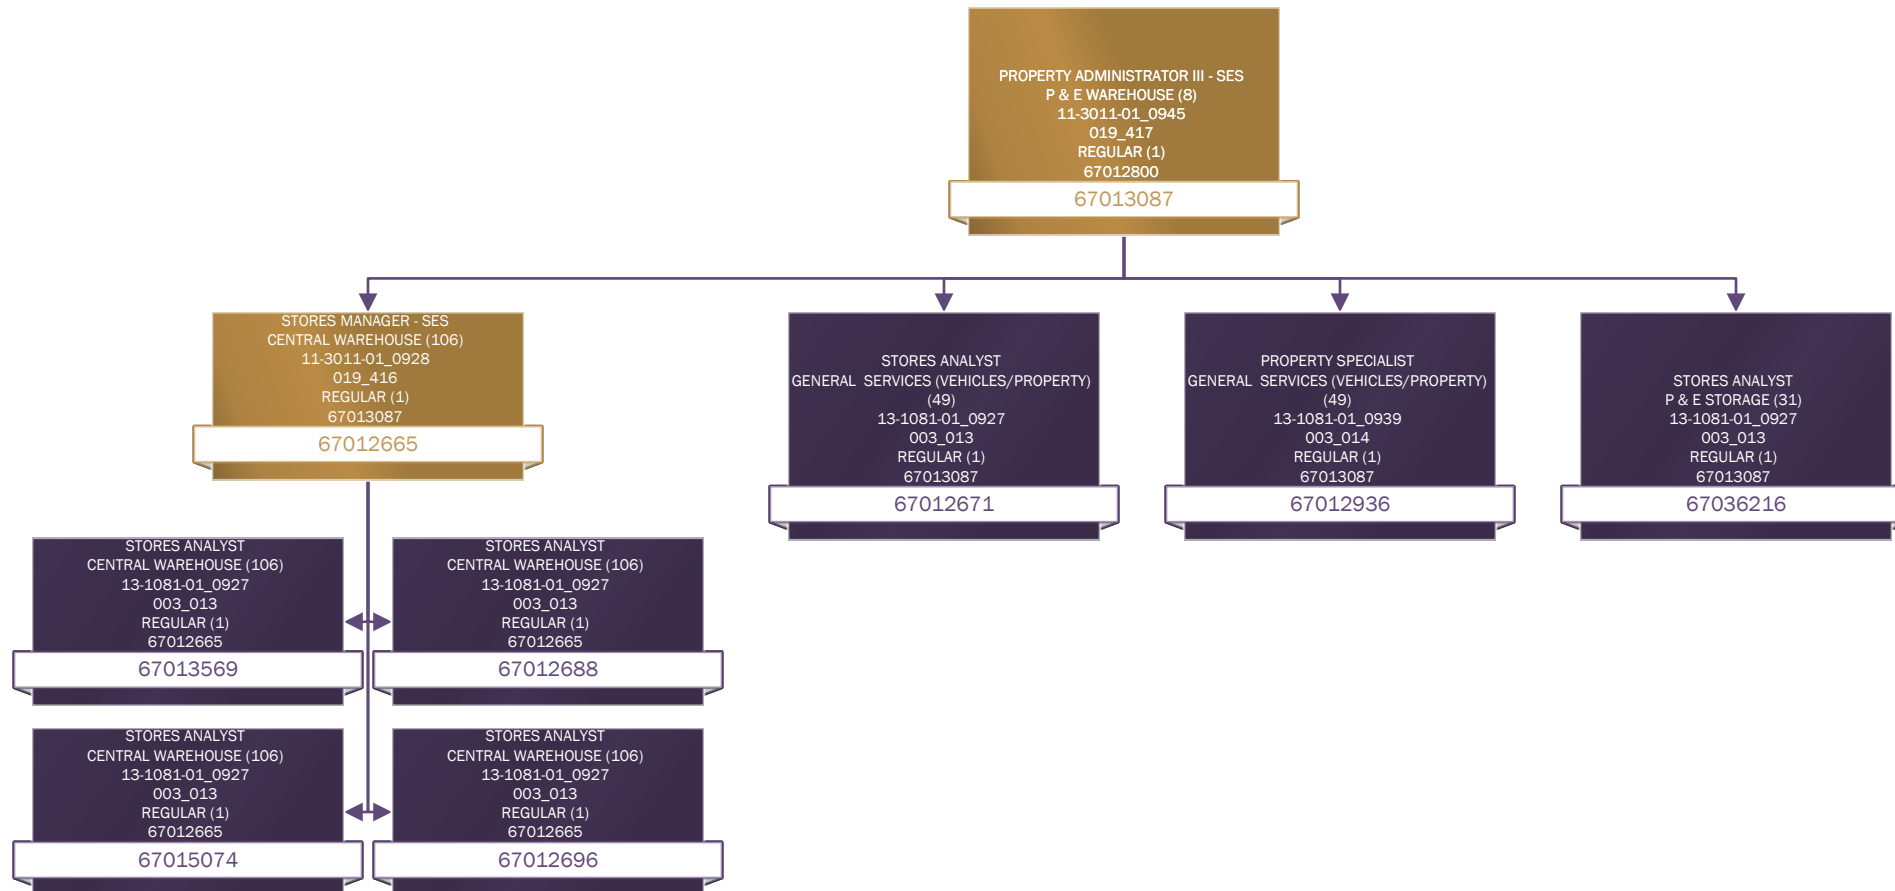 PROPERTY ADMINISTRATOR III - SES
P & E WAREHOUSE (8)
11-3011-01_0945
019_417
REGULAR (1)
67012800
67013087
STORES MANAGER - SES
CENTRAL WAREHOUSE (106)
11-3011-01_0928
019_416
REGULAR (1)
67013087
67012665
STORES ANALYST
GENERAL  SERVICES (VEHICLES/PROPERTY)
(49)
13-1081-01_0927
003_013
REGULAR (1)
67013087
67012671
PROPERTY SPECIALIST
GENERAL  SERVICES (VEHICLES/PROPERTY)
(49)
13-1081-01_0939
003_014
REGULAR (1)
67013087
67012936
STORES ANALYST
P & E STORAGE (31)
13-1081-01_0927
003_013
REGULAR (1)
67013087
67036216
STORES ANALYST
CENTRAL WAREHOUSE (106)
13-1081-01_0927
003_013
REGULAR (1)
67012665
67013569
STORES ANALYST
CENTRAL WAREHOUSE (106)
13-1081-01_0927
003_013
REGULAR (1)
67012665
67012688
STORES ANALYST
CENTRAL WAREHOUSE (106)
13-1081-01_0927
003_013
REGULAR (1)
67012665
67015074
STORES ANALYST
CENTRAL WAREHOUSE (106)
13-1081-01_0927
003_013
REGULAR (1)
67012665
67012696